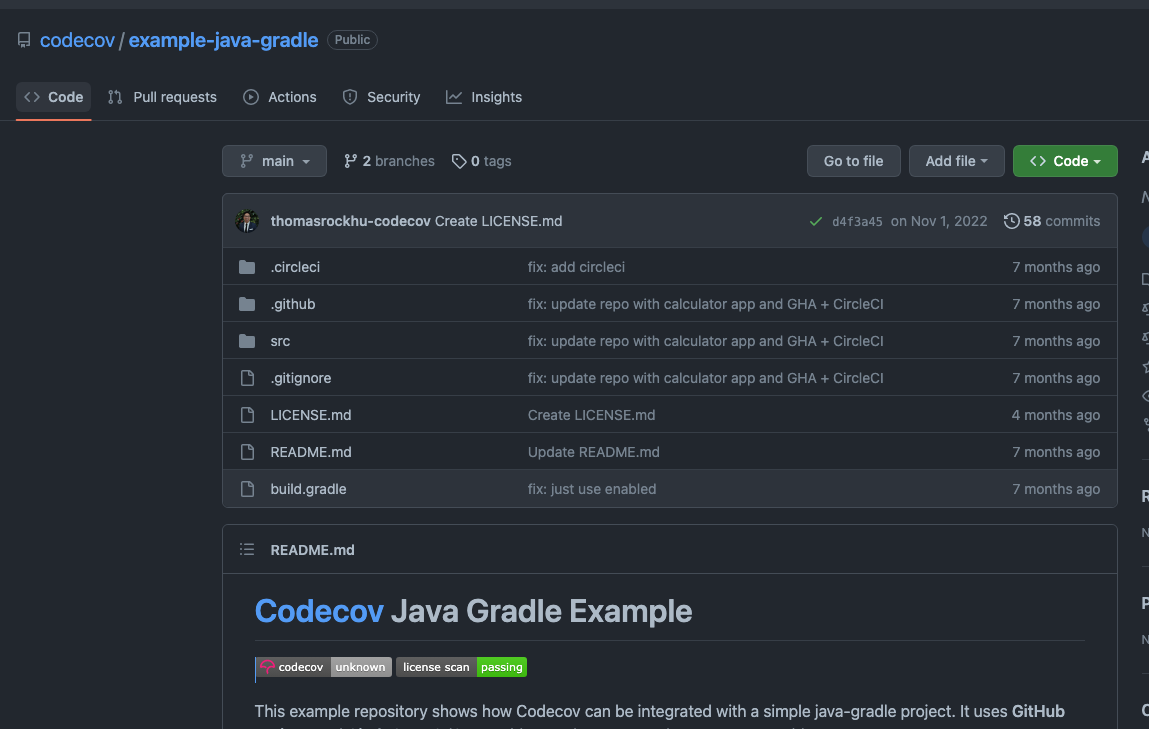 codecov / example-java-gradle Public
Code Pull requests Actions Security Insights
main 2 branches 0 tags Go to file Add file Code
thomasrockhu-codecov Create LICENSE.md d4f3a45 on Nov 1, 2022 58 commits
.circleci fix: add circleci 7 months ago
.github fix: update repo with calculator app and GHA + CircleCI 7 months ago
src fix: update repo with calculator app and GHA + CircleCI 7 months ago
.gitignore fix: update repo with calculator app and GHA + CircleCI 7 months ago
LICENSE.md Create LICENSE.md 4 months ago
README.md Update README.md 7 months ago
build.gradle fix: just use enabled 7 months ago
README.md
Codecov Java Gradle Example
codecov unknown license scan passing
This example repository shows how Codecov can be integrated with a simple java-gradle project. It uses GitHub